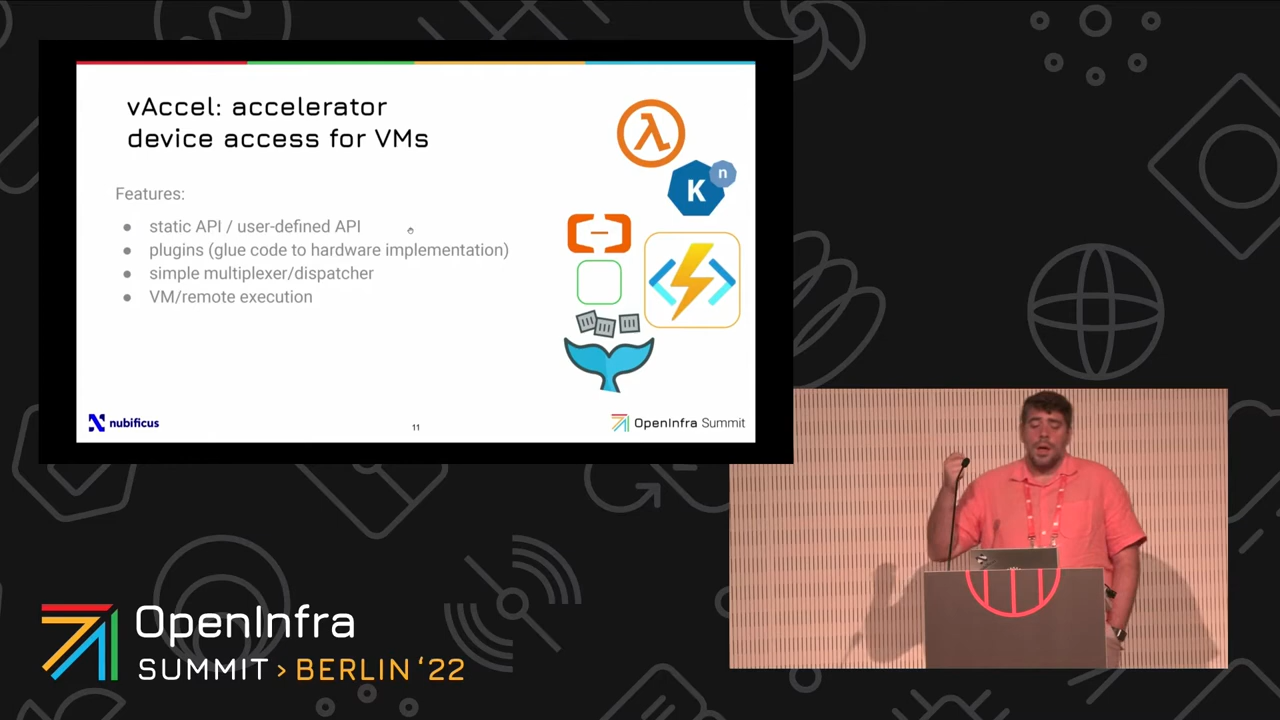 vAccel: accelerator
device access for VMs
Features:
● static API / user-defined API
● plugins (glue code to hardware implementation)
● simple multiplexer/dispatcher
● VM/remote execution
λ
K
n
nubificus
11
OpenInfra Summit
OpenInfra
SUMMIT > BERLIN ‘22